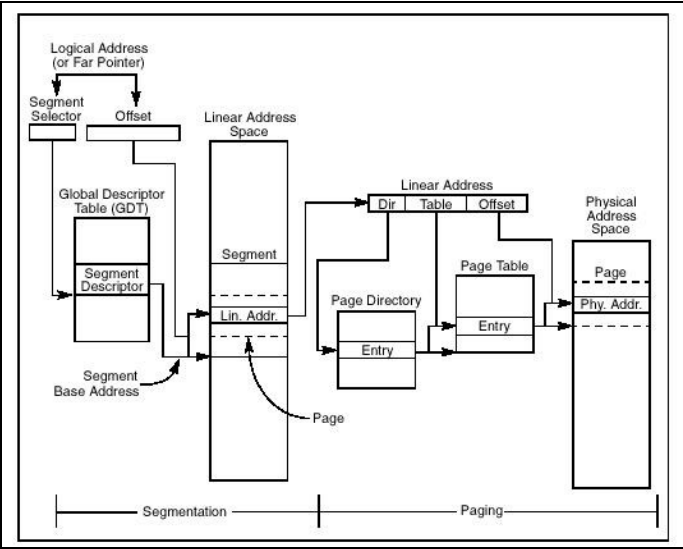 Logical Address
(or Far Pointer)
Segment
Selector
Offset
Linear Address
Space
Global Descriptor
Table (GDT)
Segment
Descriptor
Segment
Base Address
Segment
Lin. Addr.
Page
Linear Address
Dir
Table
Offset
Page Directory
Entry
Page Table
Entry
Physical
Address
Space
Page
Phy. Addr.
Segmentation
Paging